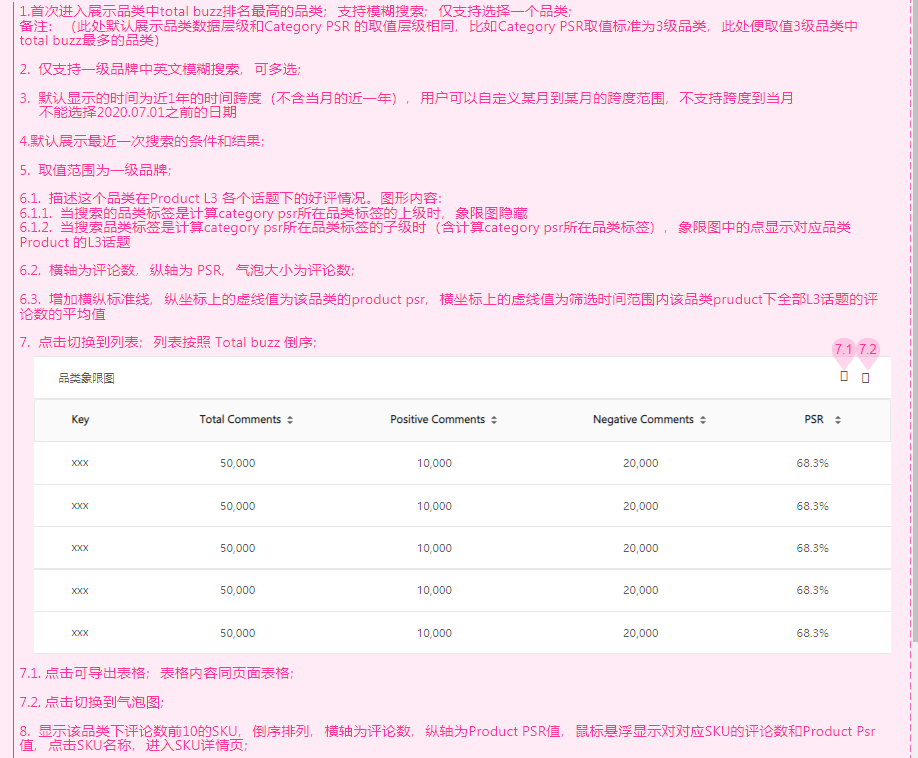 1.首次进入展示品类中total buzz排名最高的品类；支持模糊搜索；仅支持选择一个品类；
备注：（此处默认展示品类数据层级和Category PSR 的取值层级相同，比如Category PSR取值标准为3级品类，此处便取值3级品类中
total buzz最多的品类）
2. 仅支持一级品牌中英文模糊搜索，可多选；
3. 默认显示的时间为近1年的时间跨度（不含当月的近一年），用户可以自定义某月到某月的跨度范围，不支持跨度到当月
不能选择2020.07.01之前的日期
4.默认展示最近一次搜索的条件和结果；
5. 取值范围为一级品牌；
6.1. 描述这个品类在Product L3 各个话题下的好评情况。图形内容：
6.1.1. 当搜索的品类标签是计算category psr所在品类标签的上级时，象限图隐藏
6.1.2. 当搜索品类标签是计算category psr所在品类标签的子级时（含计算category psr所在品类标签），象限图中的点显示对应品类
Product 的L3话题
6.2. 横轴为评论数，纵轴为 PSR，气泡大小为评论数；
6.3. 增加横纵标准线，纵坐标上的虚线值为该品类的product psr，横坐标上的虚线值为筛选时间范围内该品类pruduct下全部L3话题的评
论数的平均值
7. 点击切换到列表；列表按照 Total buzz 倒序；
7.1 7.2
品类象限图
Key Total Comments Positive Comments Negative Comments PSR
xxx 50,000 10,000 20,000 68.3%
xxx 50,000 10,000 20,000 68.3%
xxx 50,000 10,000 20,000 68.3%
xxx 50,000 10,000 20,000 68.3%
xxx 50,000 10,000 20,000 68.3%
7.1. 点击可导出表格；表格内容同页面表格；
7.2. 点击切换到气泡图；
8. 显示该品类下评论数前10的SKU，倒序排列，横轴为评论数，纵轴为Product PSR值，鼠标悬浮显示对对应SKU的评论数和Product Psr
值，点击SKU名称，进入SKU详情页；